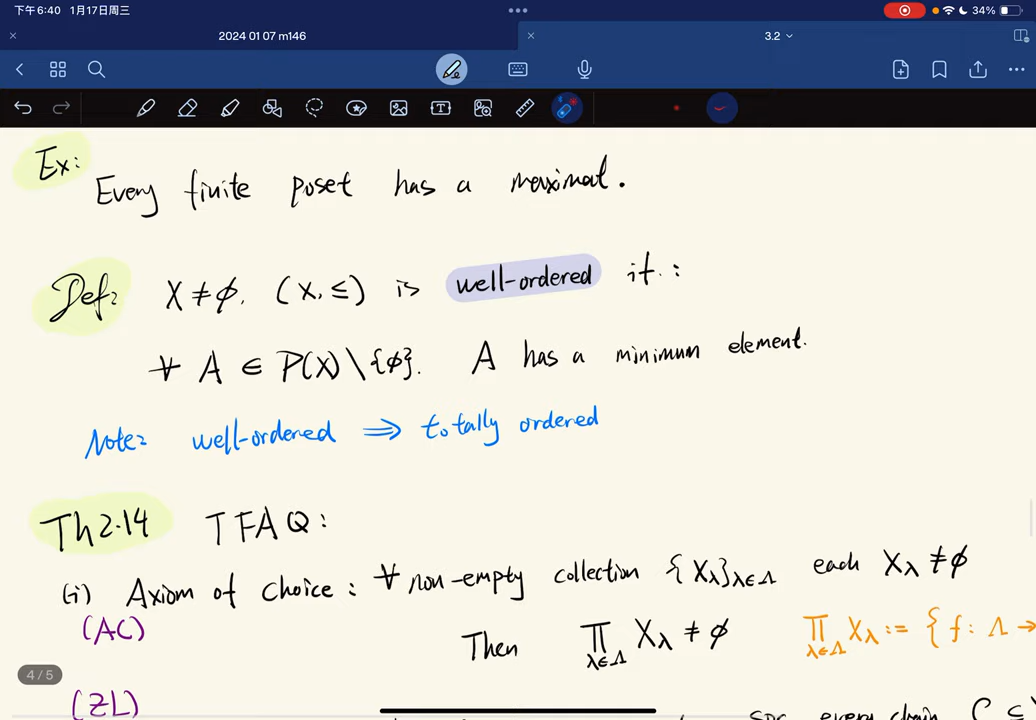 下午6:40 1月17日周三
34%
2024 01 07 m146
3.2
Ex:
Every finite poset has a maximal.
Def: X ≠ ∅. (X, ≤) is well-ordered if :
∀ A ∈ P(X) \ {∅}. A has a minimum element.
Note: well-ordered ⟹ totally ordered
Th2.14 TFAQ:
(i) Axiom of choice : ∀ non-empty collection {Xλ}λ∈Λ each Xλ ≠ ∅
(AC) Then ∏λ∈Λ Xλ ≠ ∅ ∏λ∈Λ Xλ := { f: Λ →
4/5
(ZL) every chain C ⊆